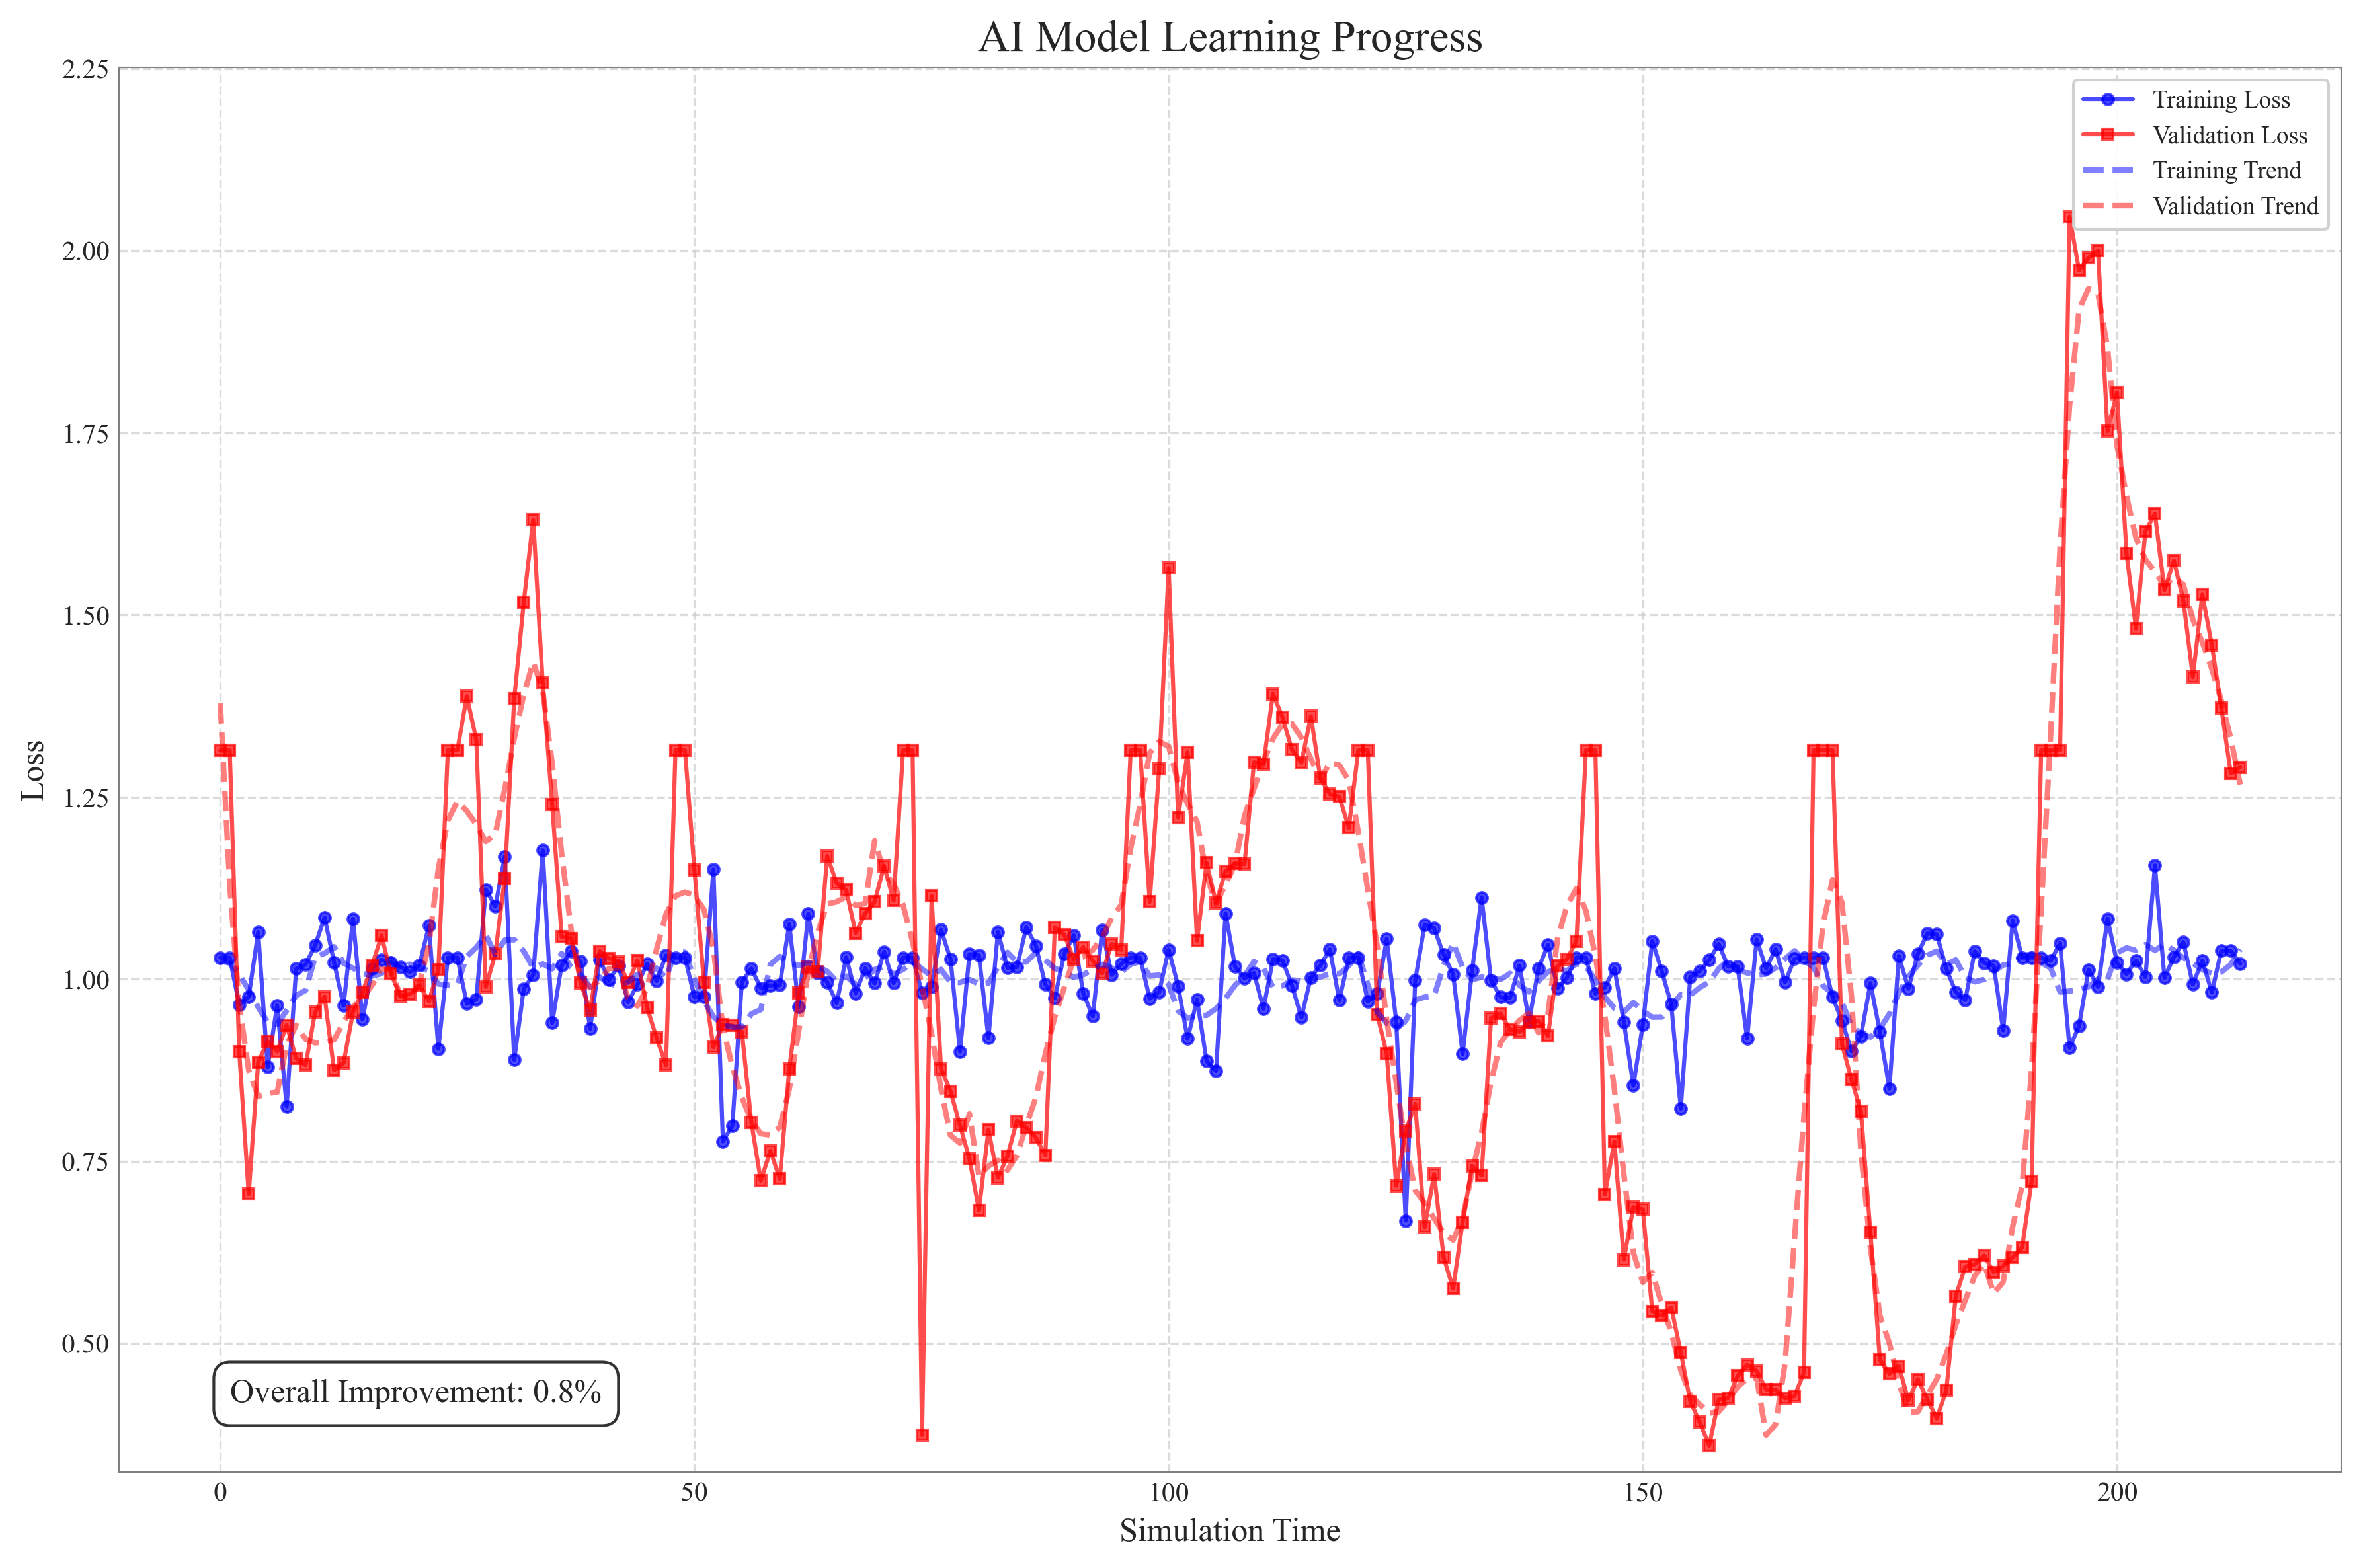 AI Model Learning Progress
2.25
2.00
1.75
1.50
1.25
1.00
0.75
0.50
Loss
Training Loss
Validation Loss
Training Trend
Validation Trend
Overall Improvement: 0.8%
0
50
100
150
200
Simulation Time